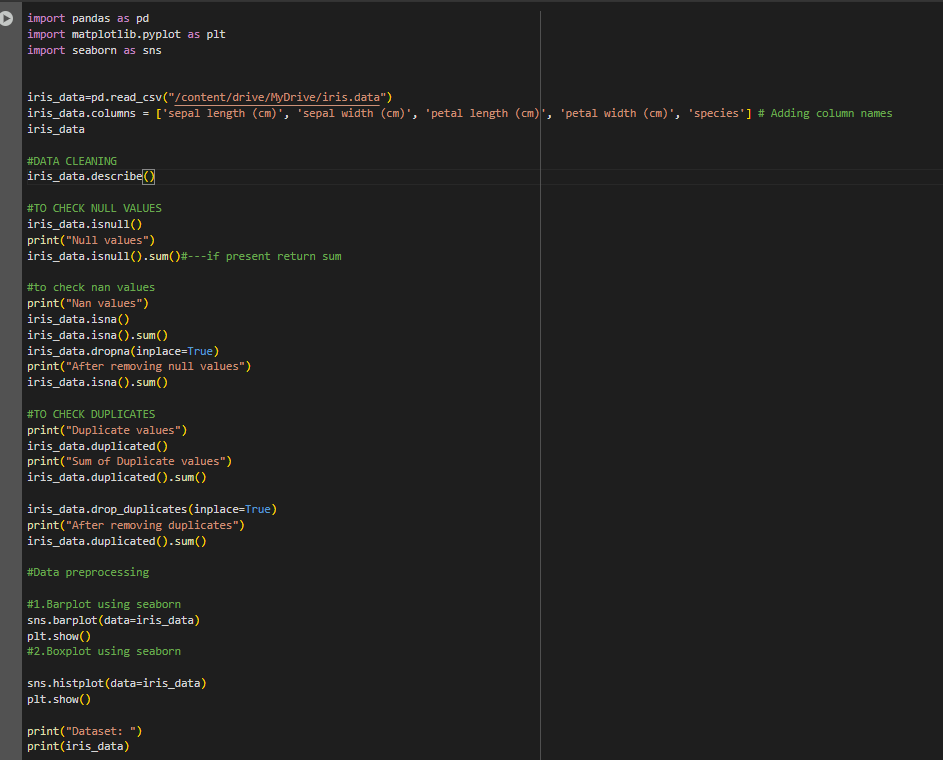 import pandas as pd
import matplotlib.pyplot as plt
import seaborn as sns
iris_data=pd.read_csv("/content/drive/MyDrive/iris.data")
iris_data.columns = ['sepal length (cm)', 'sepal width (cm)', 'petal length (cm)', 'petal width (cm)', 'species'] # Adding column names
iris_data
#DATA CLEANING
iris_data.describe()
#TO CHECK NULL VALUES
iris_data.isnull()
print("Null values")
iris_data.isnull().sum()#---if present return sum
#to check nan values
print("Nan values")
iris_data.isna()
iris_data.isna().sum()
iris_data.dropna(inplace=True)
print("After removing null values")
iris_data.isna().sum()
#TO CHECK DUPLICATES
print("Duplicate values")
iris_data.duplicated()
print("Sum of Duplicate values")
iris_data.duplicated().sum()
iris_data.drop_duplicates(inplace=True)
print("After removing duplicates")
iris_data.duplicated().sum()
#Data preprocessing
#1.Barplot using seaborn
sns.barplot(data=iris_data)
plt.show()
#2.Boxplot using seaborn
sns.histplot(data=iris_data)
plt.show()
print("Dataset: ")
print(iris_data)